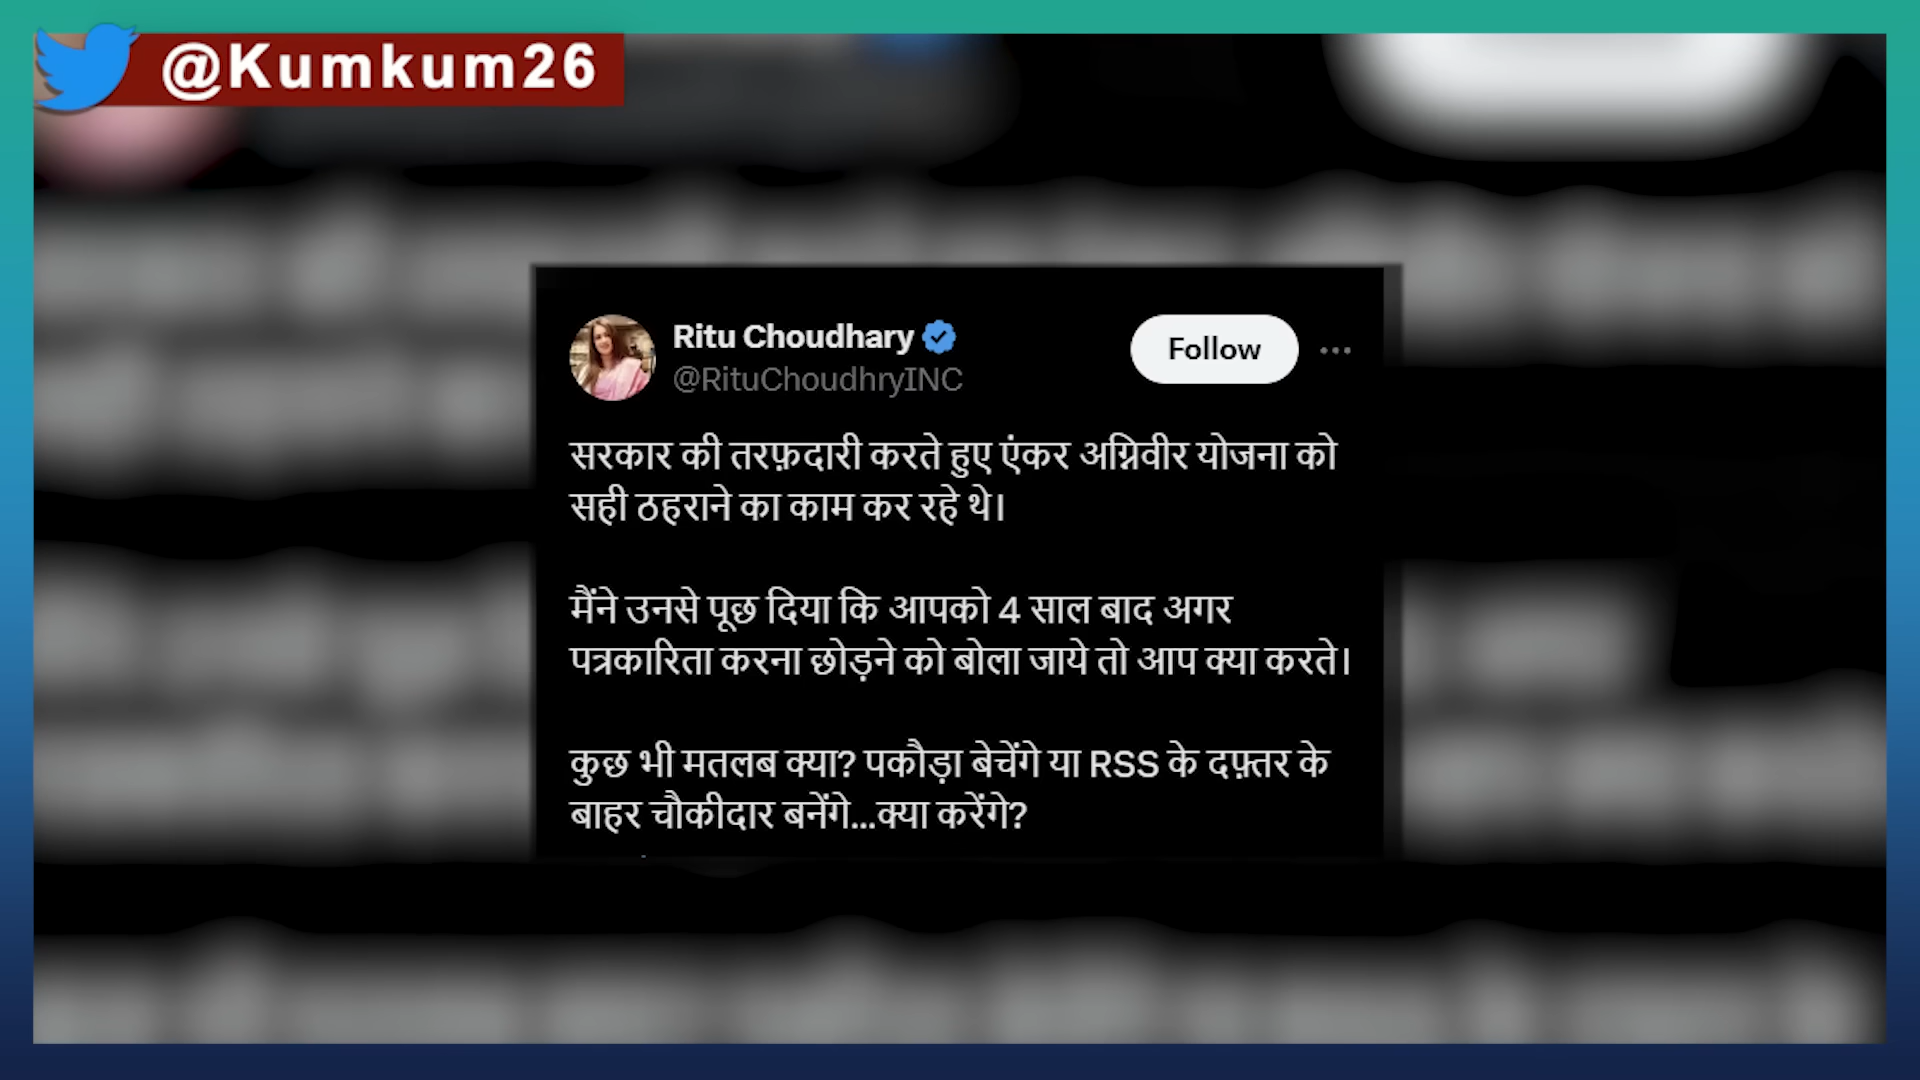 @Kumkum26
Ritu Choudhary
@RituChoudhryINC
Follow
सरकार की तरफ़दारी करते हुए एंकर अग्निवीर योजना को
सही ठहराने का काम कर रहे थे।
मैंने उनसे पूछ दिया कि आपको 4 साल बाद अगर
पत्रकारिता करना छोड़ने को बोला जाये तो आप क्या करते।
कुछ भी मतलब क्या? पकौड़ा बेचेंगे या RSS के दफ़्तर के
बाहर चौकीदार बनेंगे...क्या करेंगे?